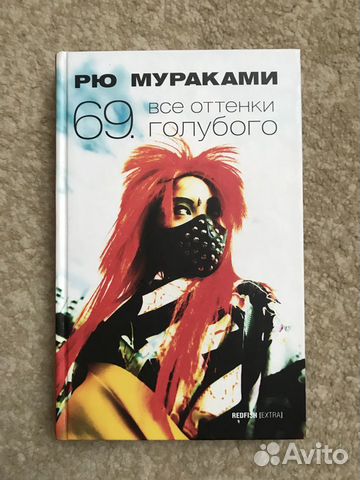 РЮ МУРАКАМИ
69. все оттенки
голубого
REDFISH [EXTRA]
Avito